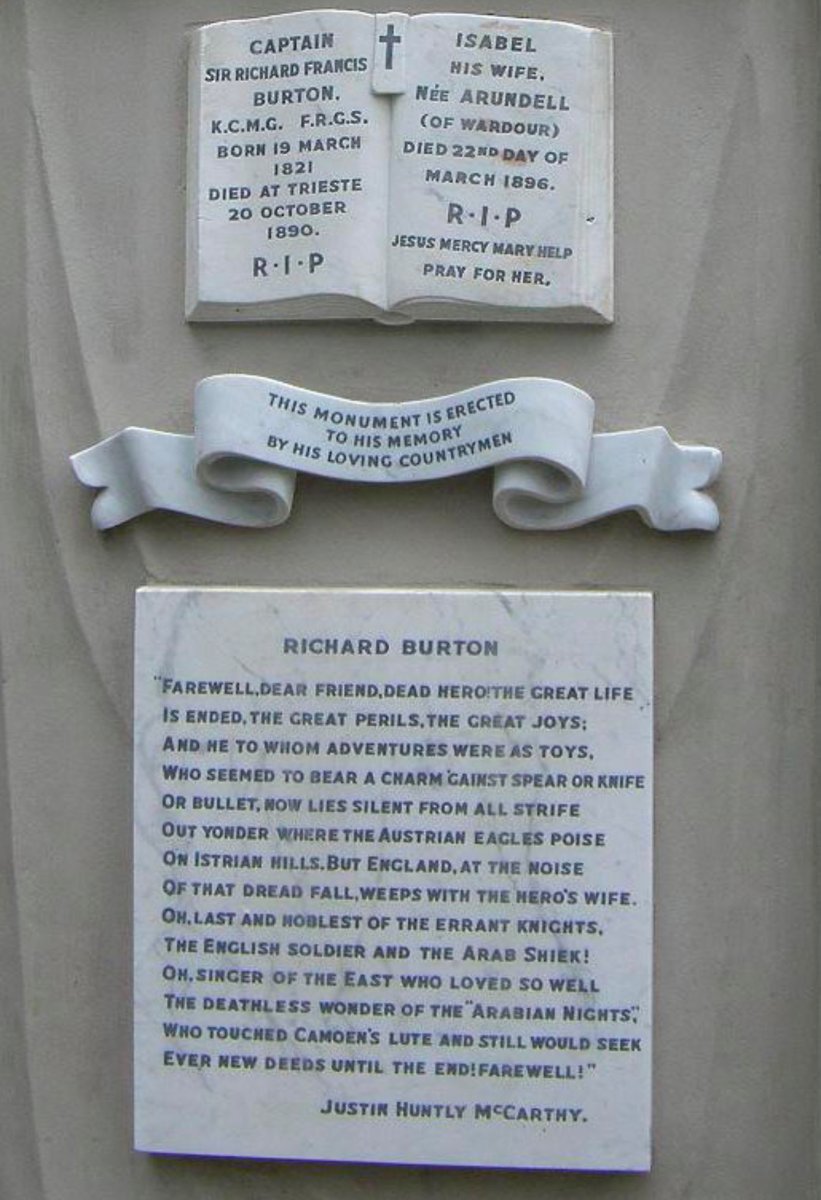 CAPTAIN
SIR RICHARD FRANCIS
BURTON.
K.C.M.G. F.R.G.S.
BORN 19 MARCH
1821
DIED AT TRIESTE
20 OCTOBER
1890.
R·I·P
ISABEL
HIS WIFE,
NÉE ARUNDELL
(OF WARDOUR)
DIED 22ND DAY OF
MARCH 1896.
R·I·P
JESUS MERCY MARY HELP
PRAY FOR HER.
THIS MONUMENT IS ERECTED
TO HIS MEMORY
BY HIS LOVING COUNTRYMEN
RICHARD BURTON
"FAREWELL, DEAR FRIEND, DEAD HERO! THE GREAT LIFE
IS ENDED, THE GREAT PERILS, THE GREAT JOYS;
AND HE TO WHOM ADVENTURES WERE AS TOYS,
WHO SEEMED TO BEAR A CHARM 'GAINST SPEAR OR KNIFE
OR BULLET, NOW LIES SILENT FROM ALL STRIFE
OUT YONDER WHERE THE AUSTRIAN EAGLES POISE
ON ISTRIAN HILLS. BUT ENGLAND, AT THE NOISE
OF THAT DREAD FALL, WEEPS WITH THE HERO'S WIFE.
OH, LAST AND NOBLEST OF THE ERRANT KNIGHTS,
THE ENGLISH SOLDIER AND THE ARAB SHIEK!
OH, SINGER OF THE EAST WHO LOVED SO WELL
THE DEATHLESS WONDER OF THE "ARABIAN NIGHTS",
WHO TOUCHED CAMOEN'S LUTE AND STILL WOULD SEEK
EVER NEW DEEDS UNTIL THE END! FAREWELL!"
JUSTIN HUNTLY McCARTHY.